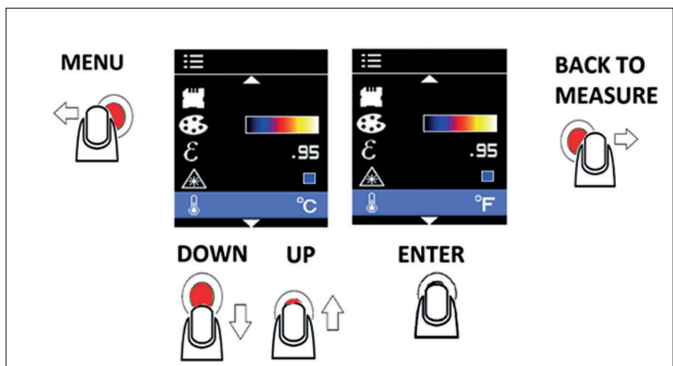 MENU
BACK TO
MEASURE
ε .95
°C
ε .95
°F
DOWN UP ENTER